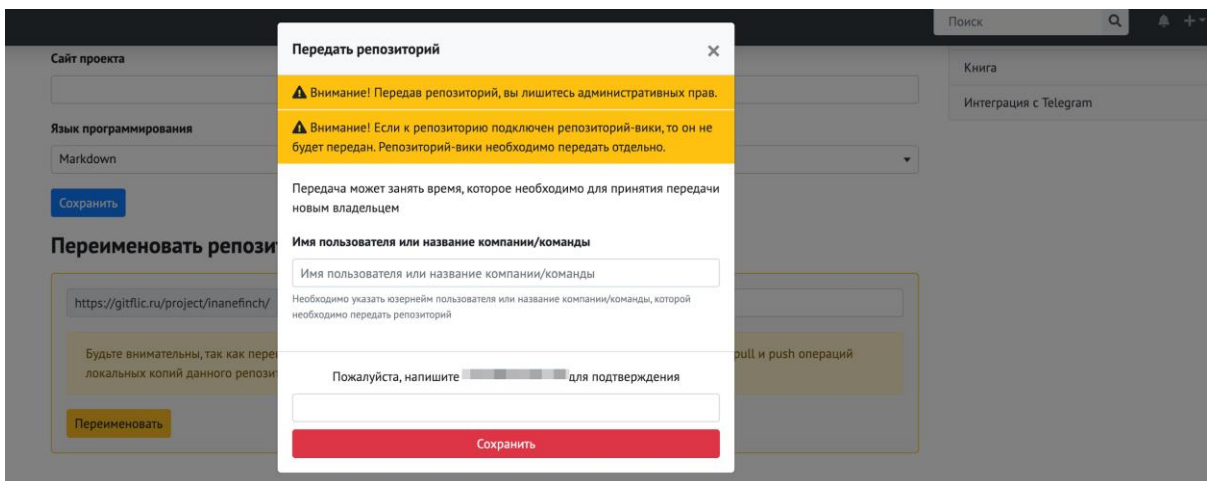 Поиск
Сайт проекта
Книга
Интеграция с Telegram
Язык программирования
Markdown
Сохранить
Переименовать репози
https://gitflic.ru/project/inanefinch/
Будьте внимательны, так как пере
pull и push операций
локальных копий данного репози
Переименовать
Передать репозиторий
Внимание! Передав репозиторий, вы лишитесь административных прав.
Внимание! Если к репозиторию подключен репозиторий-вики, то он не
будет передан. Репозиторий-вики необходимо передать отдельно.
Передача может занять время, которое необходимо для принятия передачи
новым владельцем
Имя пользователя или название компании/команды
Имя пользователя или название компании/команды
Необходимо указать юзернейм пользователя или название компании/команды, которой
необходимо передать репозиторий
Пожалуйста, напишите для подтверждения
Сохранить